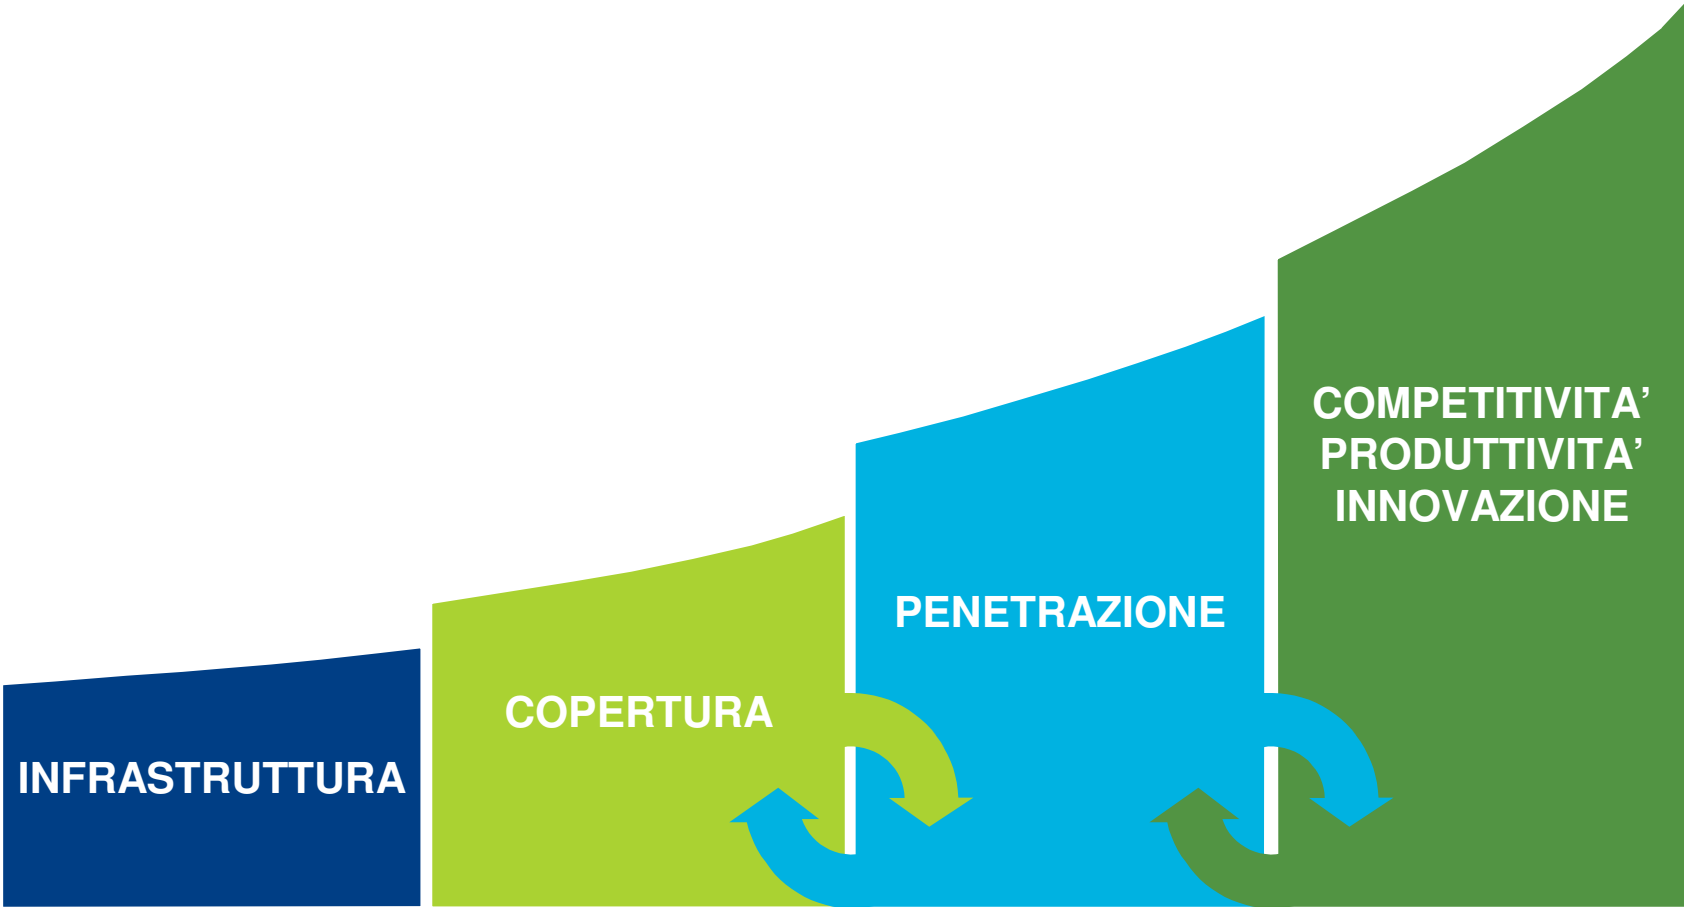 INFRASTRUTTURA
COPERTURA
PENETRAZIONE
COMPETITIVITA’
PRODUTTIVITA’
INNOVAZIONE